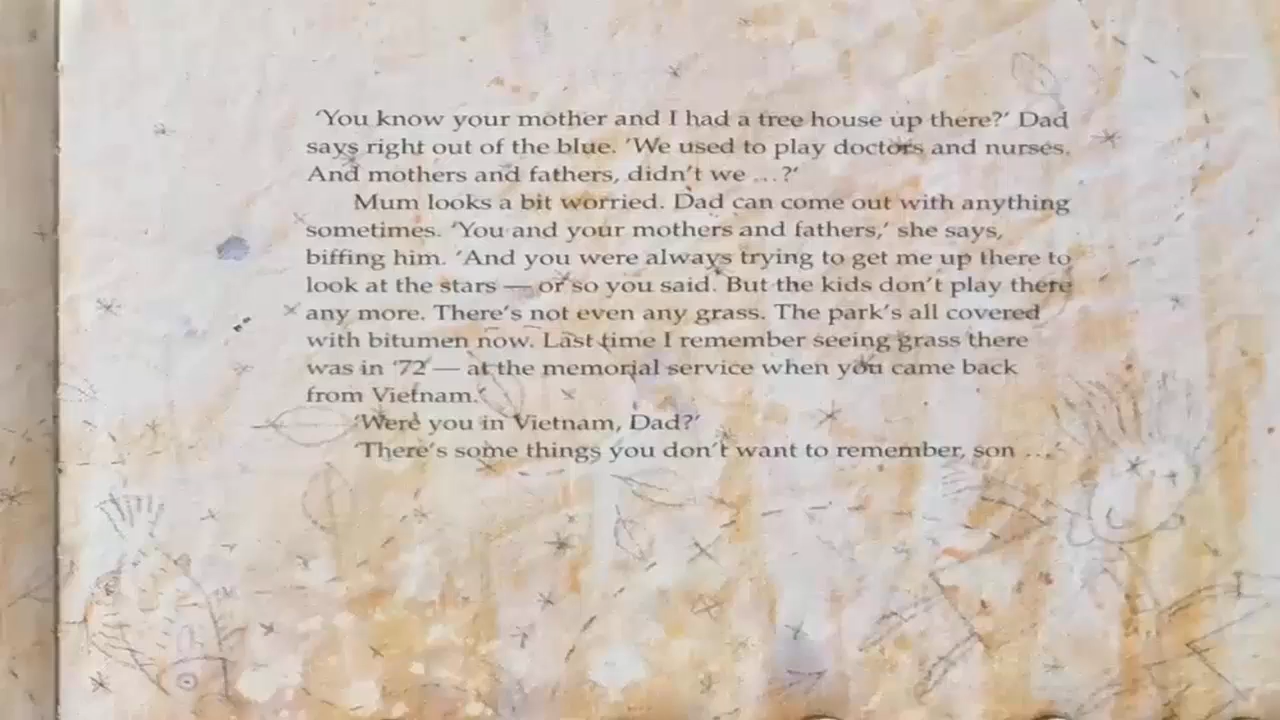 ‘You know your mother and I had a tree house up there?’ Dad
says right out of the blue. ‘We used to play doctors and nurses.
And mothers and fathers, didn’t we ...?’
Mum looks a bit worried. Dad can come out with anything
sometimes. ‘You and your mothers and fathers,’ she says,
biffing him. ‘And you were always trying to get me up there to
look at the stars — or so you said. But the kids don’t play there
any more. There’s not even any grass. The park’s all covered
with bitumen now. Last time I remember seeing grass there
was in ’72 — at the memorial service when you came back
from Vietnam.’
‘Were you in Vietnam, Dad?’
‘There’s some things you don’t want to remember, son ...’